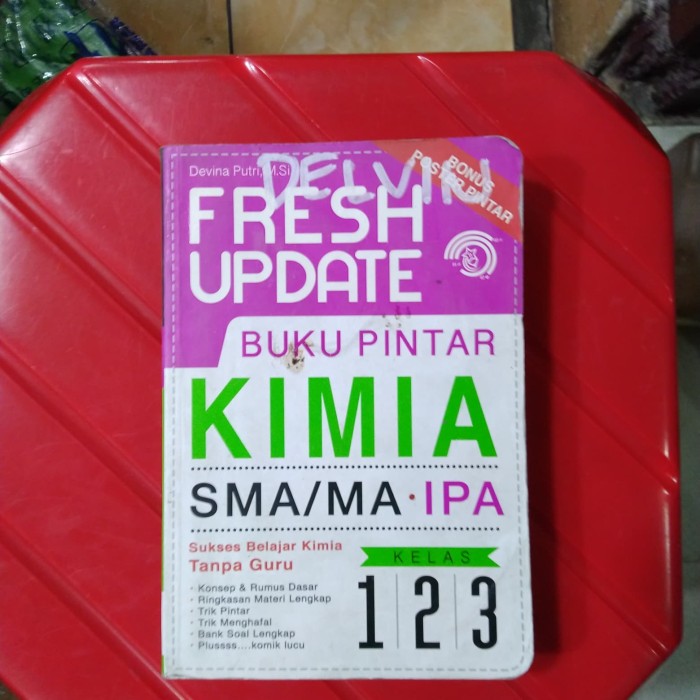 DELVIN
Devina Putri, M.Si
BONUS
POSTER PINTAR
FRESH
UPDATE
BUKU PINTAR
KIMIA
SMA/MA · IPA
Sukses Belajar Kimia
Tanpa Guru
KELAS
1 2 3
· Konsep & Rumus Dasar
· Ringkasan Materi Lengkap
· Trik Pintar
· Trik Menghafal
· Bank Soal Lengkap
· Plussss....komik lucu